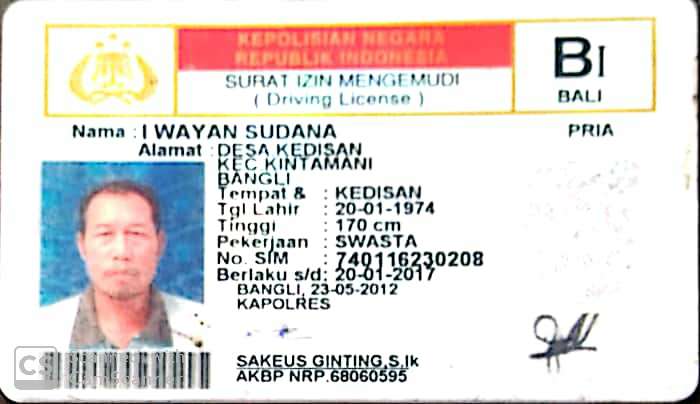 KEPOLISIAN NEGARA
REPUBLIK INDONESIA
SURAT IZIN MENGEMUDI
( Driving License )
BI
BALI
Nama : I WAYAN SUDANA
PRIA
Alamat : DESA KEDISAN
KEC KINTAMANI
BANGLI
Tempat & : KEDISAN
Tgl Lahir : 20-01-1974
Tinggi : 170 cm
Pekerjaan : SWASTA
No. SIM : 740116230208
Berlaku s/d : 20-01-2017
BANGLI, 23-05-2012
KAPOLRES
SAKEUS GINTING,S,Ik
AKBP NRP.68060595
CS